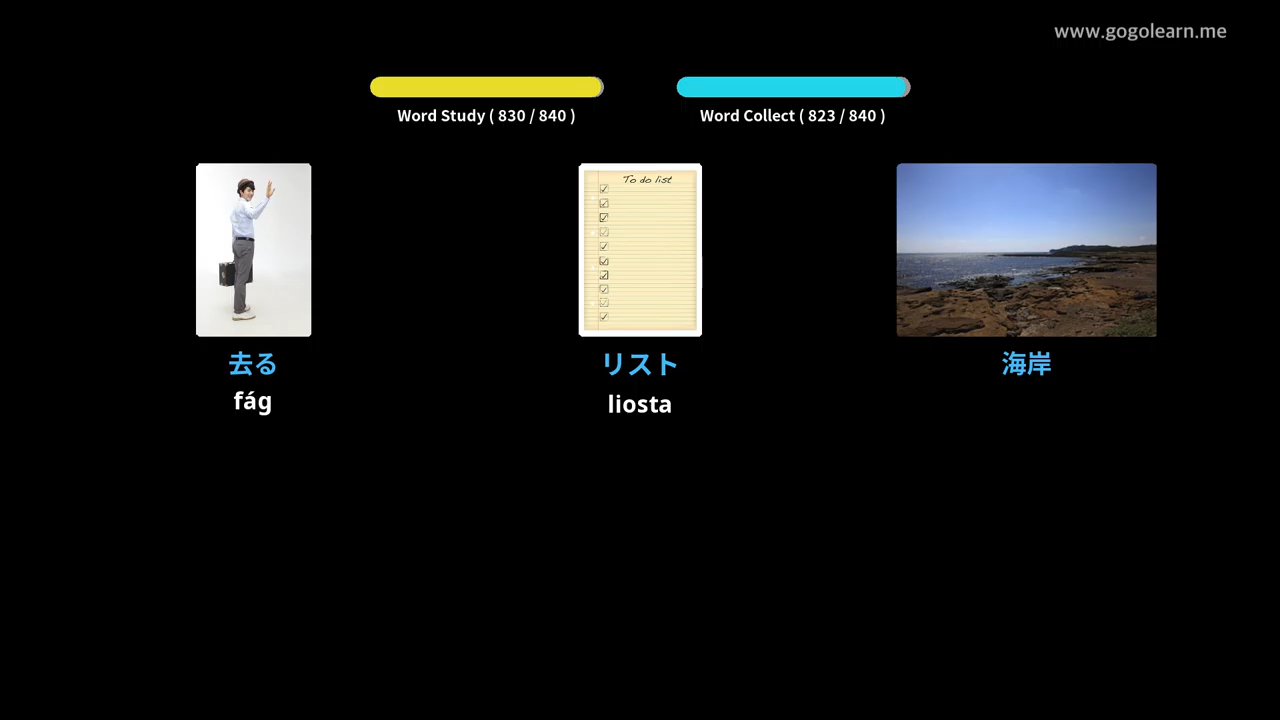 www.gogolearn.me
Word Study ( 830 / 840 )
Word Collect ( 823 / 840 )
To do list
去る
fág
リスト
liosta
海岸